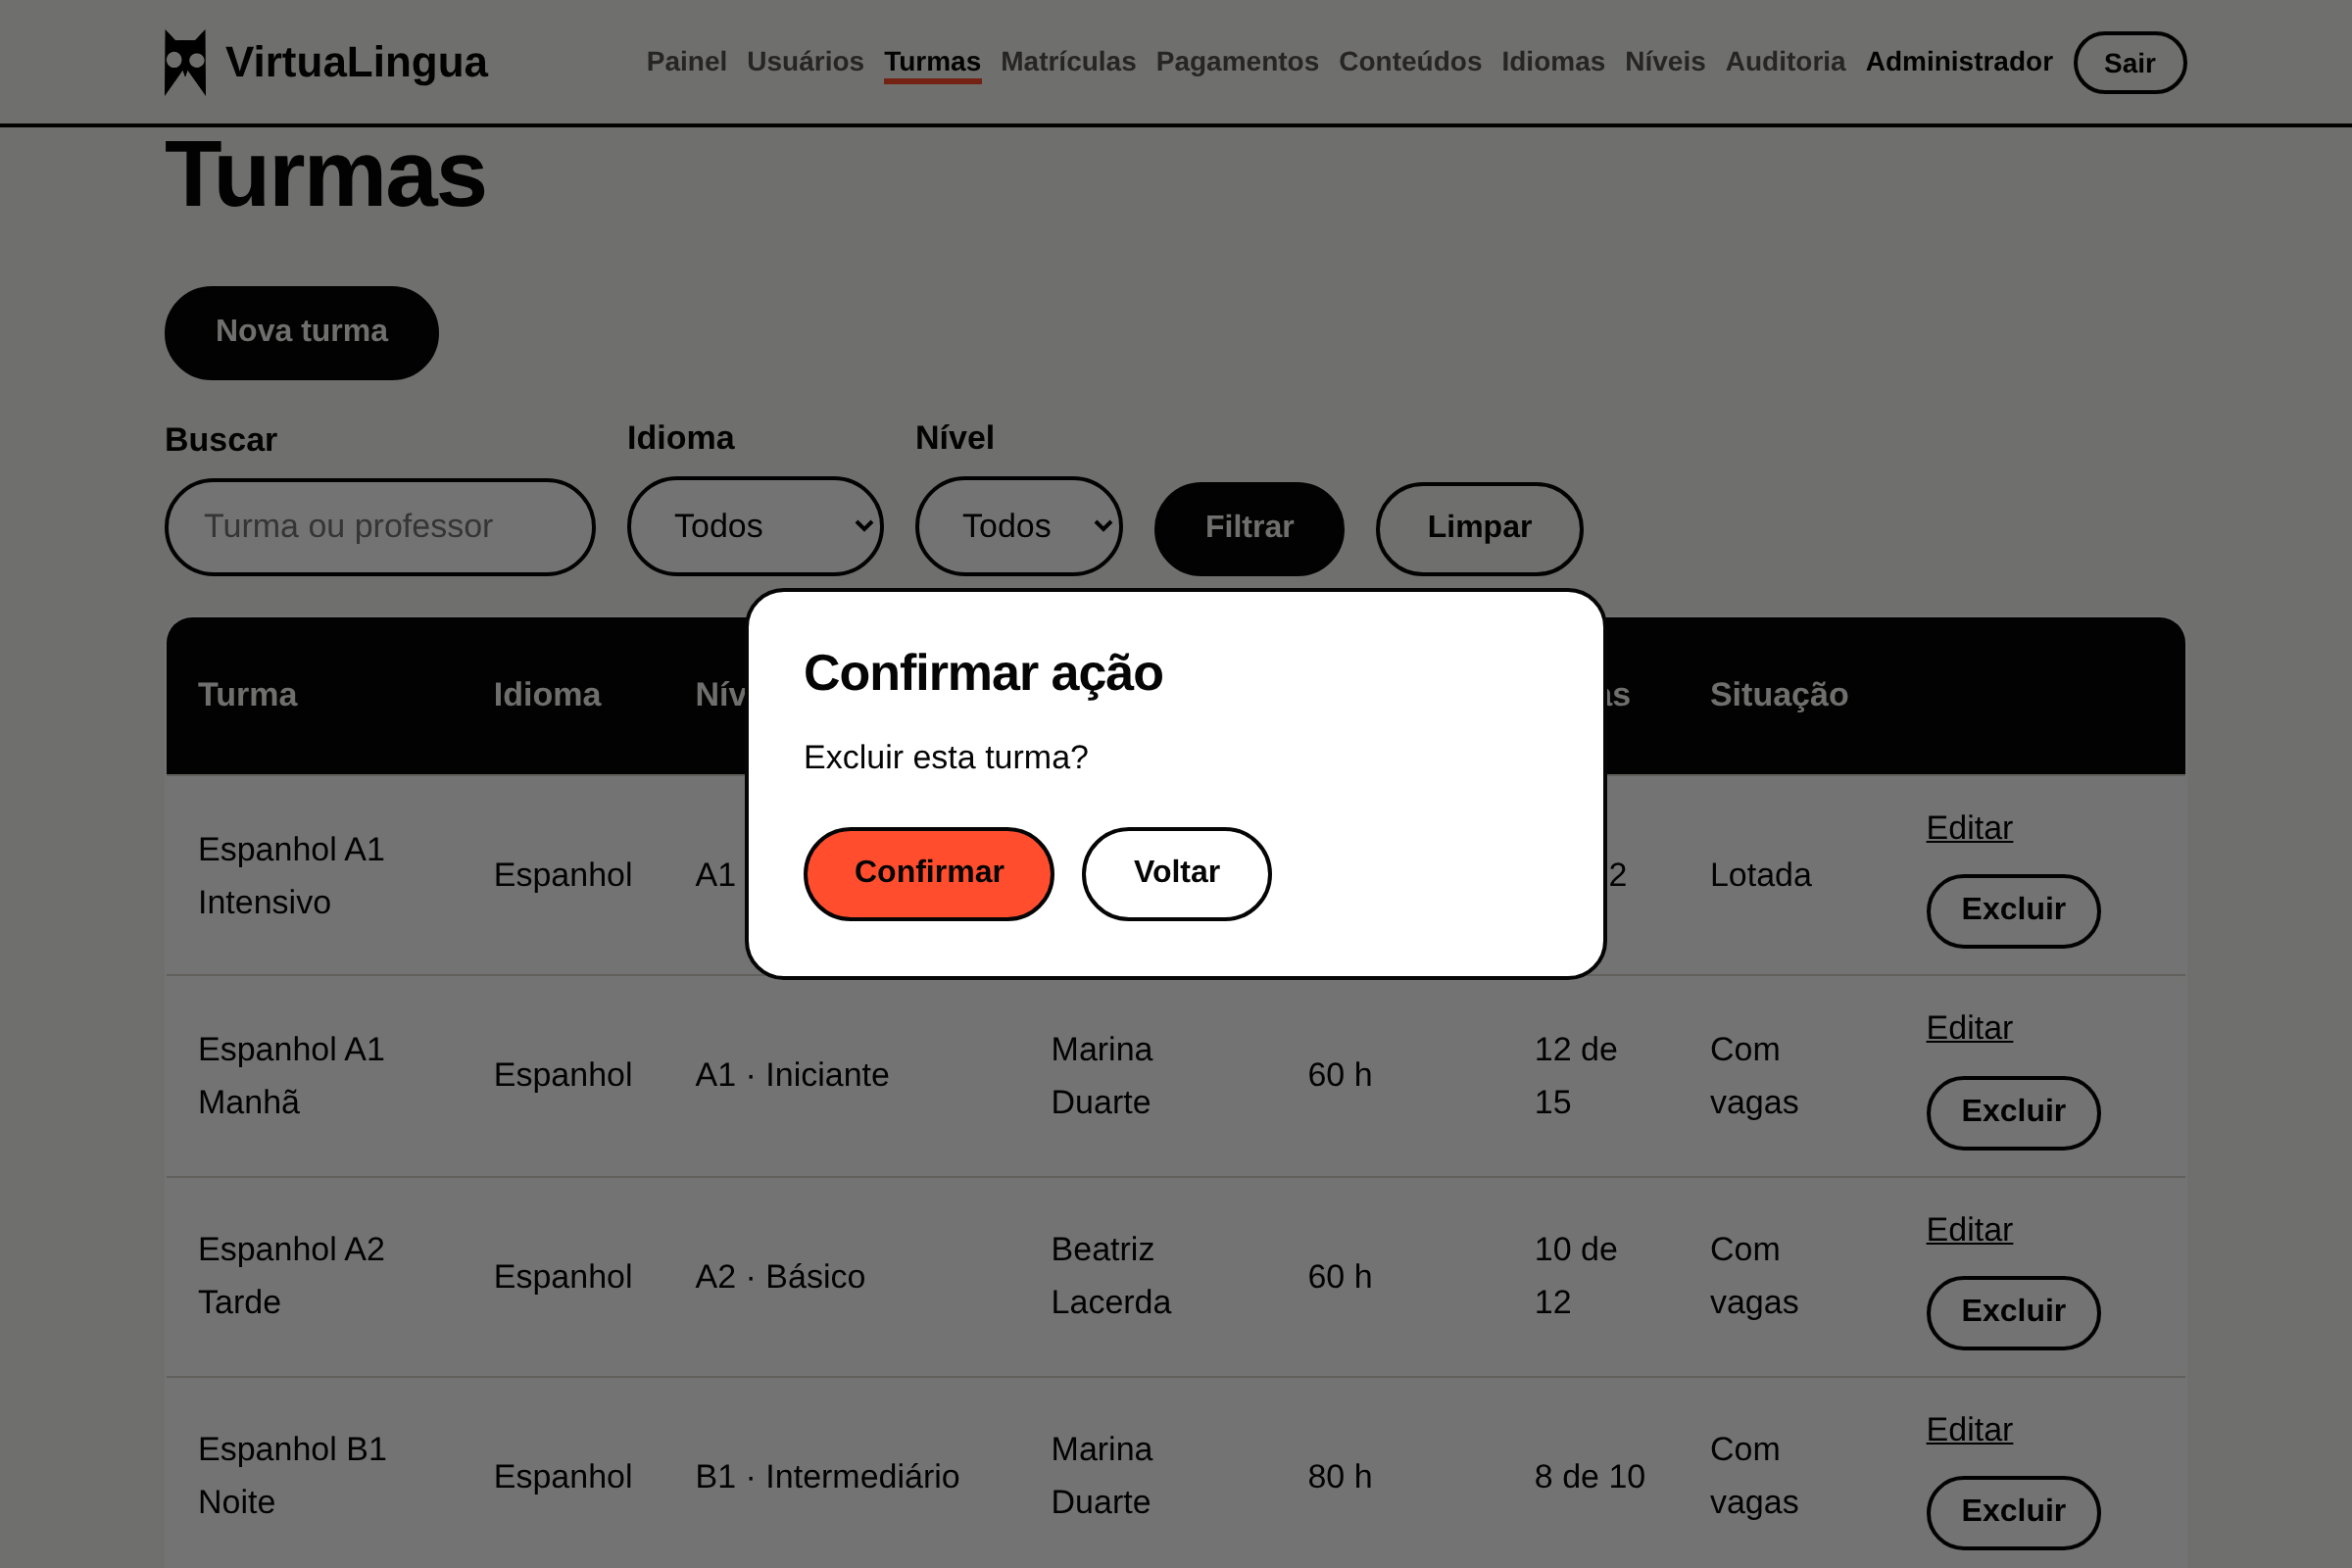 VirtuaLingua
Painel Usuários Turmas Matrículas Pagamentos Conteúdos Idiomas Níveis Auditoria Administrador Sair
Turmas
Nova turma
Buscar Idioma Nível
Turma ou professor Todos Todos Filtrar Limpar
Confirmar ação
Excluir esta turma?
Confirmar Voltar
Turma Idioma Situação
Espanhol A1
Intensivo
Espanhol
A1
Lotada
Editar
Excluir
Espanhol A1
Manhã
Espanhol
A1 · Iniciante
Marina
Duarte
60 h
12 de
15
Com
vagas
Editar
Excluir
Espanhol A2
Tarde
Espanhol
A2 · Básico
Beatriz
Lacerda
60 h
10 de
12
Com
vagas
Editar
Excluir
Espanhol B1
Noite
Espanhol
B1 · Intermediário
Marina
Duarte
80 h
8 de 10
Com
vagas
Editar
Excluir